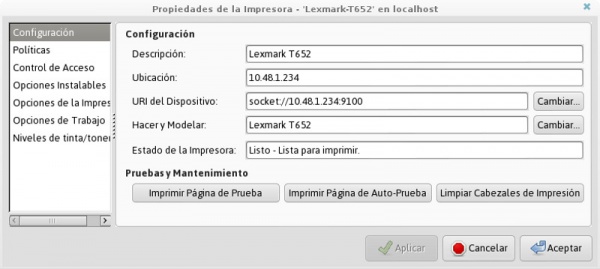 Propiedades de la Impresora - 'Lexmark-T652' en localhost
Configuración
Políticas
Control de Acceso
Opciones Instalables
Opciones de la Impres
Opciones de Trabajo
Niveles de tinta/toner
Configuración
Descripción: Lexmark T652
Ubicación: 10.48.1.234
URI del Dispositivo: socket://10.48.1.234:9100 Cambiar...
Hacer y Modelar: Lexmark T652 Cambiar...
Estado de la Impresora: Listo - Lista para imprimir.
Pruebas y Mantenimiento
Imprimir Página de Prueba Imprimir Página de Auto-Prueba Limpiar Cabezales de Impresión
Aplicar Cancelar Aceptar